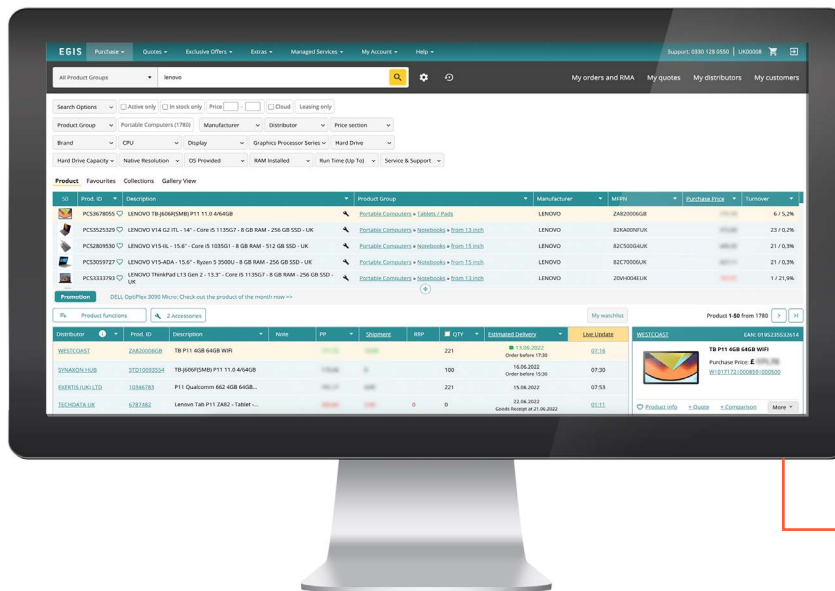 EGIS Purchase Quotes Exclusive Offers Extras Managed Services My Account Help Support: 0330 128 0550 | UK00008
All Product Groups lenovo My orders and RMA My quotes My distributors My customers
Search Options Active only In stock only Price - Cloud Leasing only
Product Group Portable Computers (1780) Manufacturer Distributor Price section
Brand CPU Display Graphics Processor Series Hard Drive
Hard Drive Capacity Native Resolution OS Provided RAM Installed Run Time (Up To) Service & Support
Product Favourites Collections Gallery View
50 Prod. ID Description Product Group Manufacturer MFPN Purchase Price Turnover
PCS3678055 LENOVO TB-J606F(SMB) P11 11.0 4/64GB Portable Computers » Tablets / Pads LENOVO ZA820006GB 6 / 5,2%
PCS3525329 LENOVO V14 G2 ITL - 14" - Core i5 1135G7 - 8 GB RAM - 256 GB SSD - UK Portable Computers » Notebooks » from 13 inch LENOVO 82KA00NFUK 23 / 0,2%
PCS2809530 LENOVO V15-IIL - 15.6" - Core i5 1035G1 - 8 GB RAM - 512 GB SSD - UK Portable Computers » Notebooks » from 15 inch LENOVO 82C500G4UK 21 / 0,3%
PCS3059727 LENOVO V15-ADA - 15.6" - Ryzen 5 3500U - 8 GB RAM - 256 GB SSD - UK Portable Computers » Notebooks » from 15 inch LENOVO 82C70006UK 21 / 0,3%
PCS3333793 LENOVO ThinkPad L13 Gen 2 - 13.3" - Core i5 1135G7 - 8 GB RAM - 256 GB SSD - Portable Computers » Notebooks » from 13 inch LENOVO 20VH004EUK 1 / 21,9%
UK
Promotion DELL OptiPlex 3090 Micro: Check out the product of the month now >>
Product functions 2 Accessories My watchlist Product 1-50 from 1780
Distributor Prod. ID Description Note PP Shipment RRP QTY Estimated Delivery Live Update WESTCOAST EAN: 0195235532614
WESTCOAST ZA820006GB TB P11 4GB 64GB WIFI 221 13.06.2022 07:16 TB P11 4GB 64GB WIFI
Order before 17:30
Purchase Price: £
SYNAXON HUB STD10093554 TB-J606F(SMB) P11 11.0 4/64GB 100 16.06.2022 07:30
Order before 15:30
EXERTIS (UK) LTD 10346783 P11 Qualcomm 662 4GB 64GB... 221 15.06.2022 07:53
TECHDATA UK 6787482 Lenovo Tab P11 ZA82 - Tablet -... 0 0 22.06.2022 01:11
Goods Receipt at 21.06.2022
Product Info + Quote + Comparison More